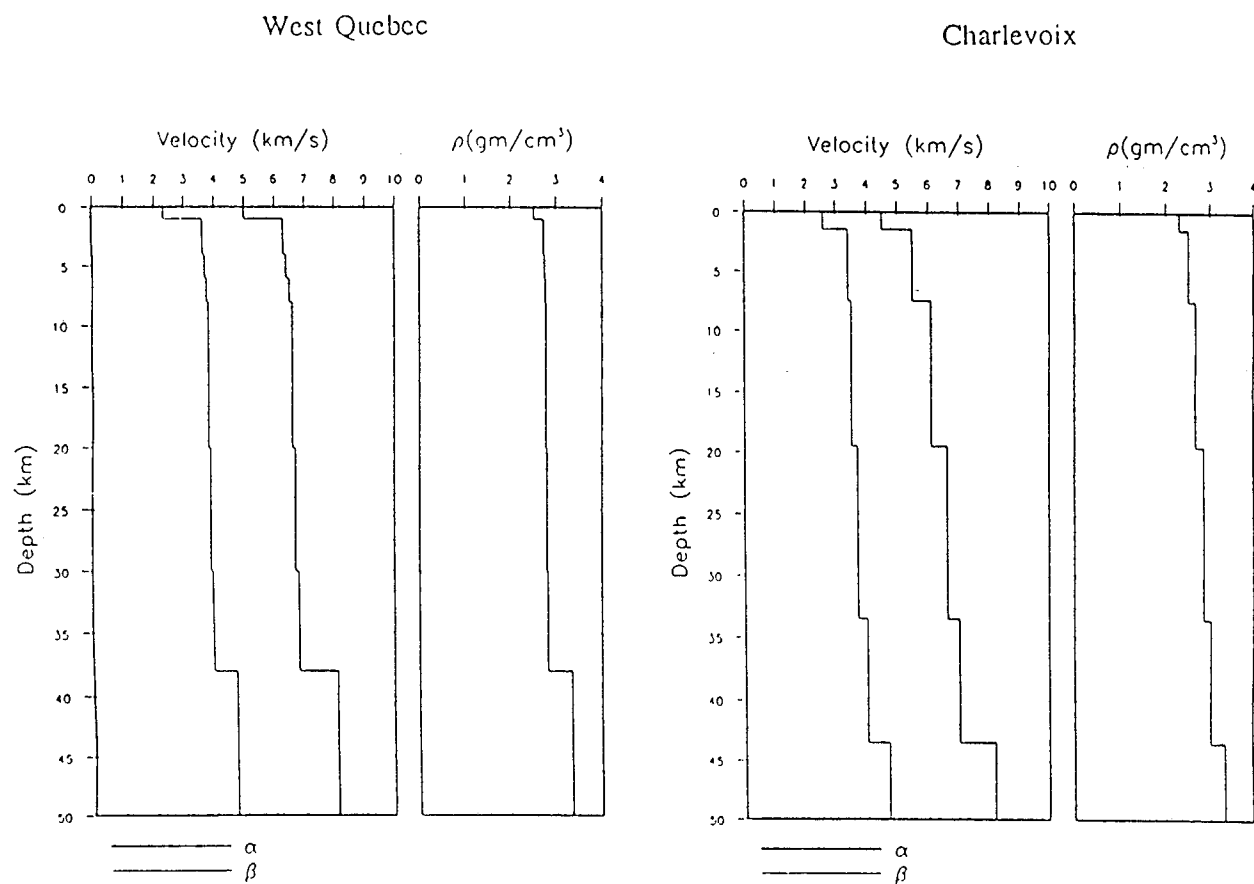 West Quebec
Charlevoix
Velocity (km/s)
ρ(gm/cm³)
0 1 2 3 4 5 6 7 8 9 10
0 1 2 3 4
0
5
10
15
20
25
30
35
40
45
50
Depth (km)
α
β
Velocity (km/s)
ρ(gm/cm³)
0 1 2 3 4 5 6 7 8 9 10
0 1 2 3 4
0
5
10
15
20
25
30
35
40
45
50
Depth (km)
α
β